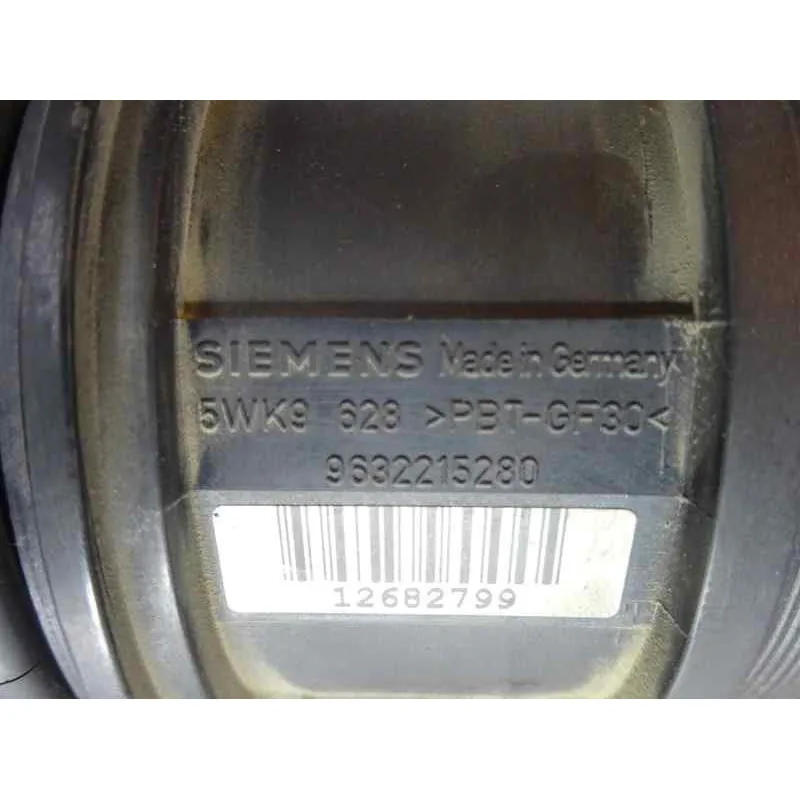 SIEMENS Made in Germany
5WK9 628 >PBT-GF30<
9632215280
12682799